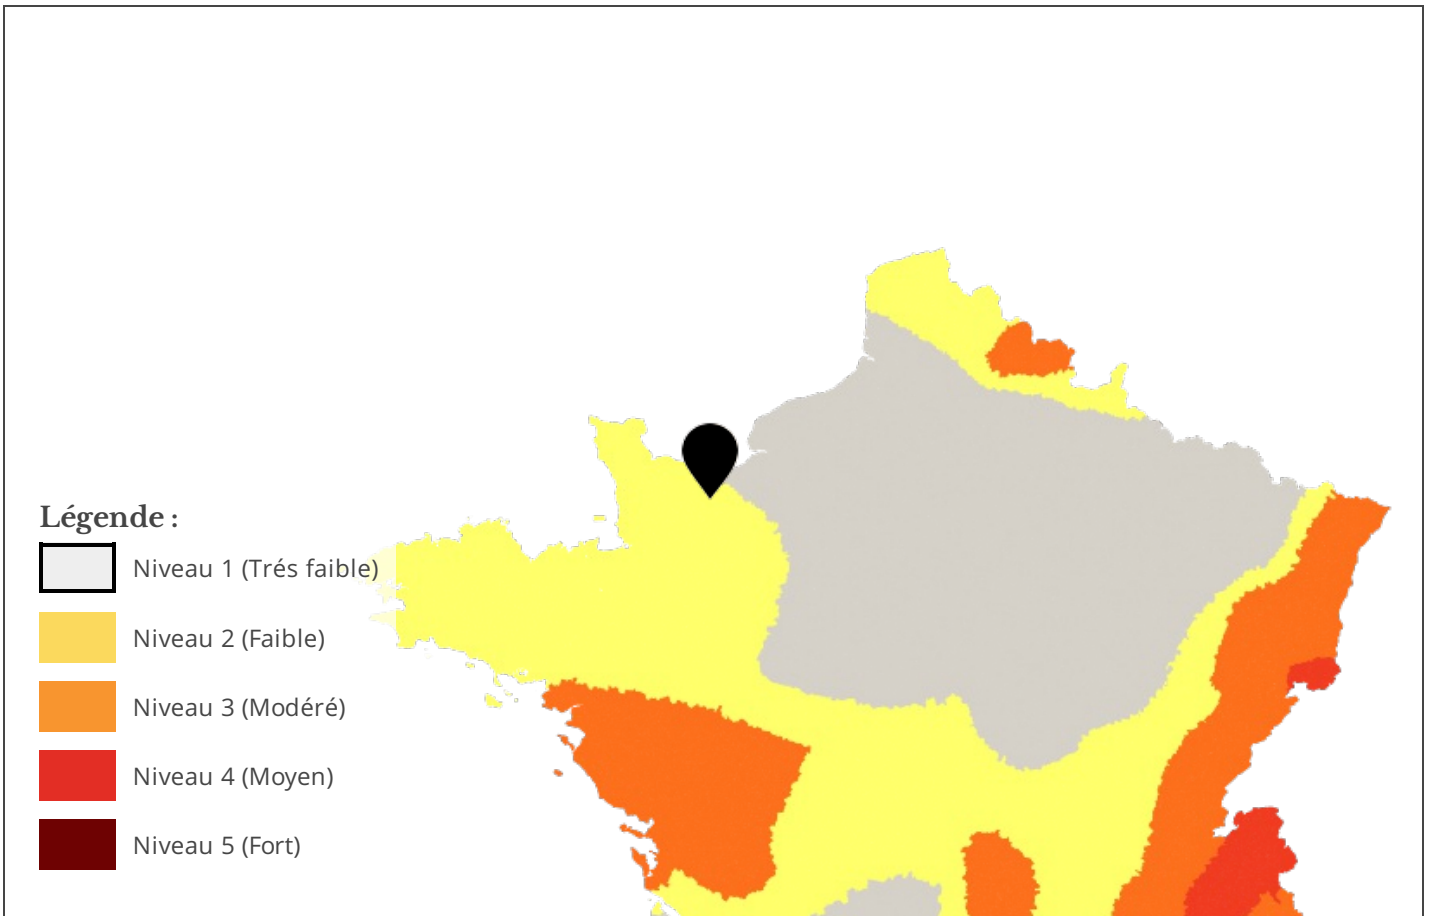 Légende :
Niveau 1 (Trés faible)
Niveau 2 (Faible)
Niveau 3 (Modéré)
Niveau 4 (Moyen)
Niveau 5 (Fort)